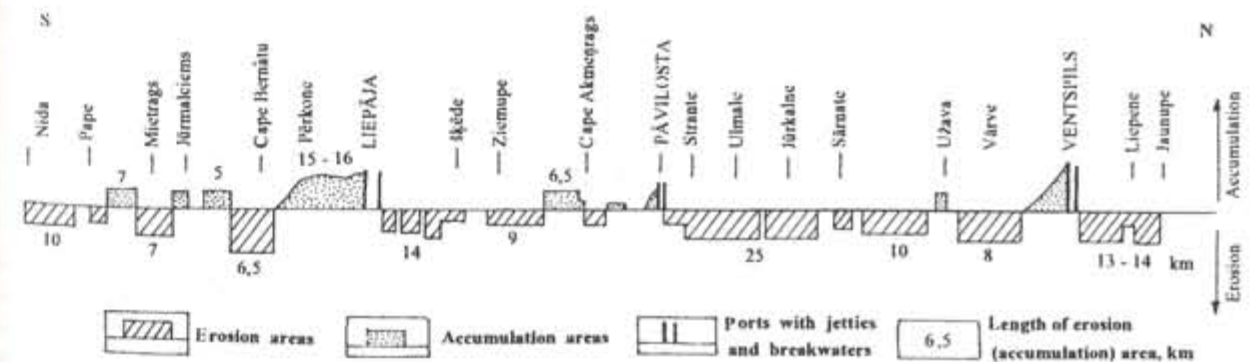 S
N
Nida
Pape
Mietrags
Jūrmalciems
Cape Bernātu
Pērkone
LIEPĀJA
Šķēde
Ziemupe
Cape Akmeņrags
PĀVILOSTA
Strante
Ulmale
Jūrkalne
Sārnate
Užava
Vārve
VENTSPILS
Liepene
Jaunupe
Accumulation
Erosion
7
5
15 - 16
6,5
10
7
6,5
14
9
25
10
8
13 - 14
km
Erosion areas
Accumulation areas
Ports with jetties
and breakwaters
6,5
Length of erosion
(accumulation) area, km